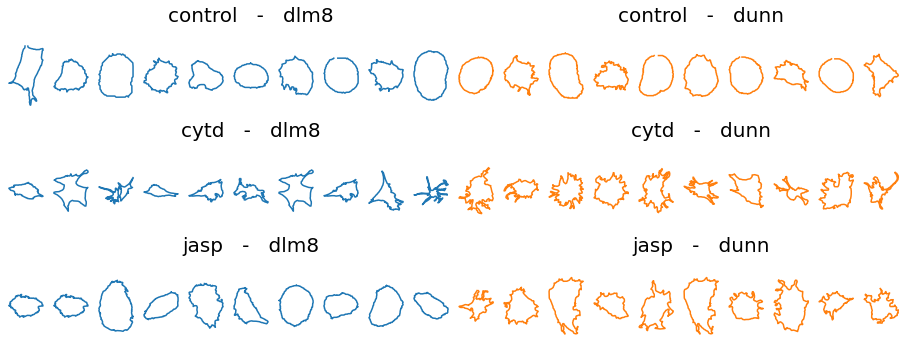 control - dlm8
control - dunn
cytd - dlm8
cytd - dunn
jasp - dlm8
jasp - dunn